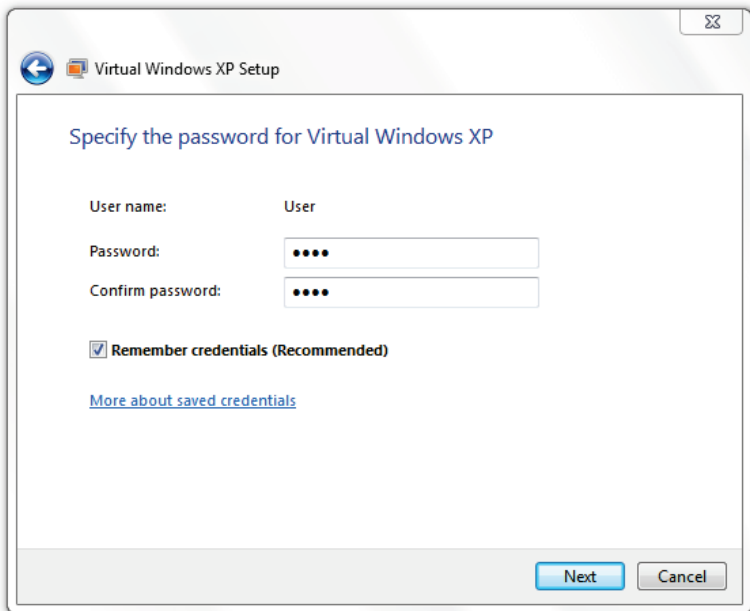 Virtual Windows XP Setup
Specify the password for Virtual Windows XP
User name: User
Password: ••••
Confirm password: ••••
Remember credentials (Recommended)
More about saved credentials
Next Cancel